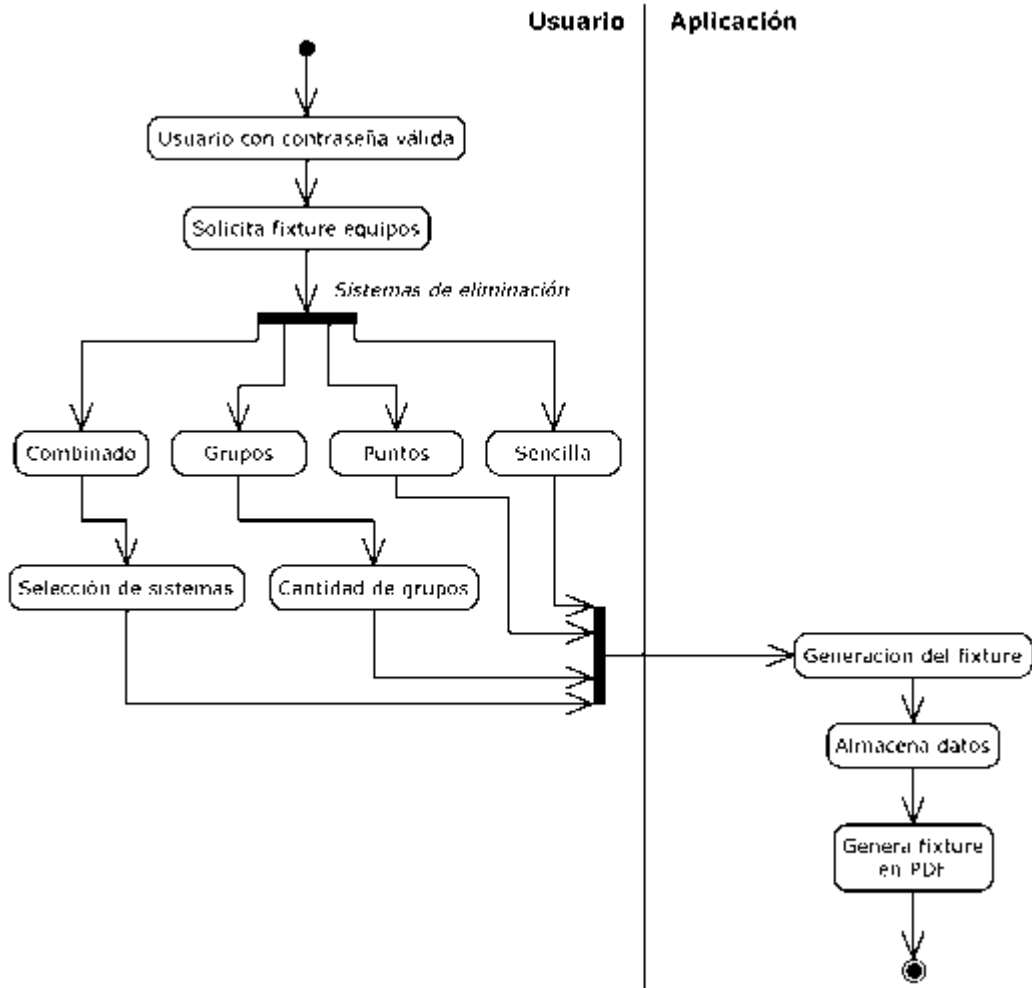 Usuario
Aplicación
Usuario con contraseña válida
Solicita fixture equipos
Sistemas de eliminación
Combinado
Grupos
Puntos
Sencilla
Selección de sistemas
Cantidad de grupos
Generacion del fixture
Almacena datos
Genera fixture
en PDF